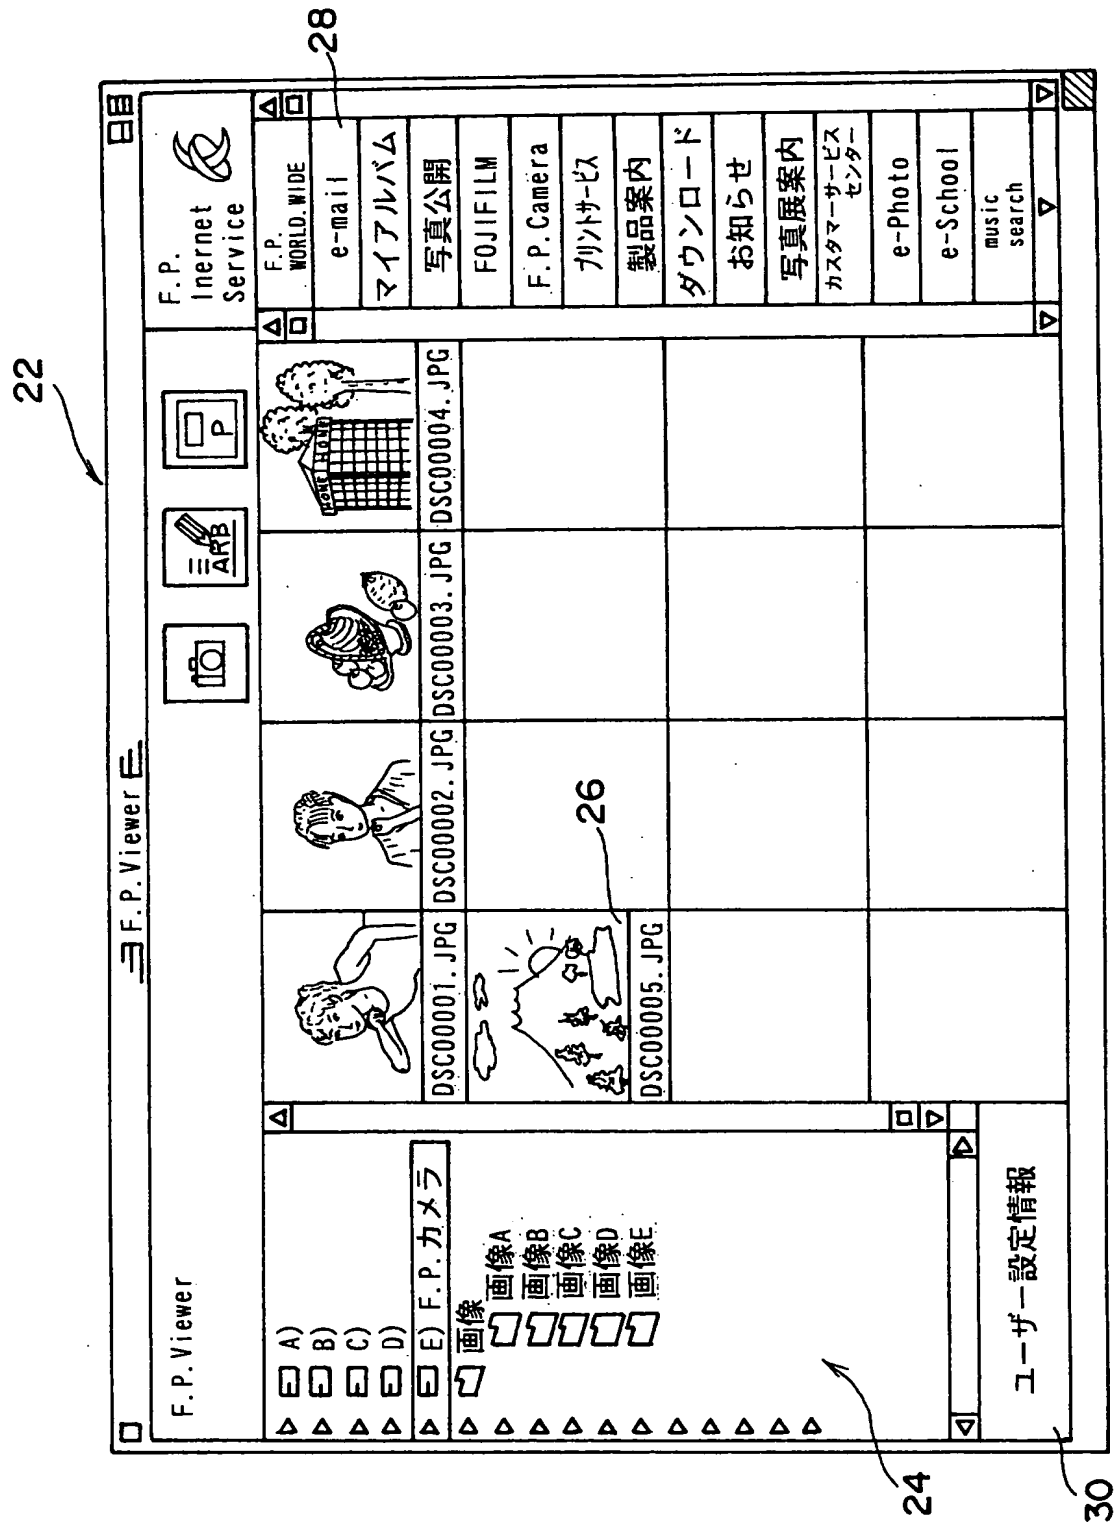 22
F.P.Viewer
F.P.Viewer
F.P.
Inernet
Service
ARB
P
A)
B)
C)
D)
E) F.P.カメラ
画像
画像A
画像B
画像C
画像D
画像E
24
ユーザー設定情報
30
HOME HOME
DSC00001.JPG
DSC00002.JPG
DSC00003.JPG
DSC00004.JPG
26
DSC00005.JPG
28
F.P.
WORLD.WIDE
e-mail
マイアルバム
写真公開
FOJIFILM
F.P.Camera
プリントサービス
製品案内
ダウンロード
お知らせ
写真展案内
カスタマーサービス
センター
e-Photo
e-School
music
search